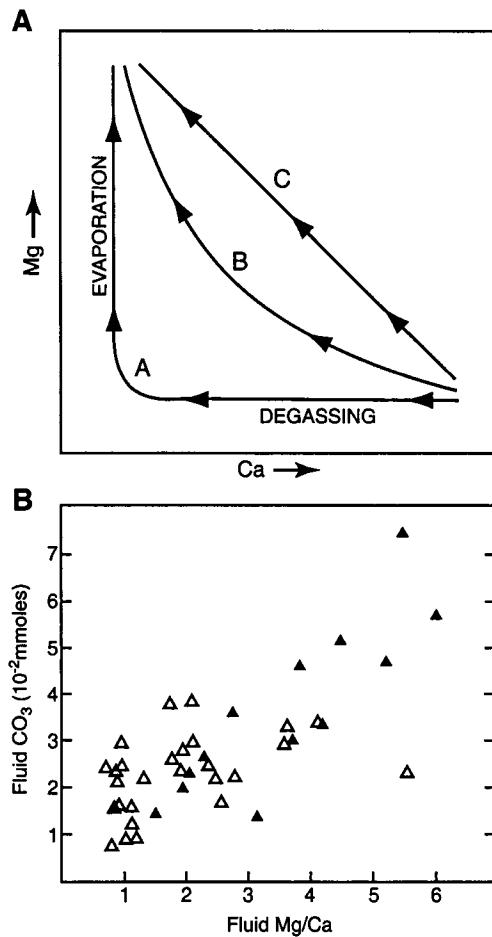 A
Mg →
EVAPORATION
C
B
A
DEGASSING
Ca →
B
Fluid CO₃ (10⁻²mmoles)
7
6
5
4
3
2
1
1 2 3 4 5 6
Fluid Mg/Ca